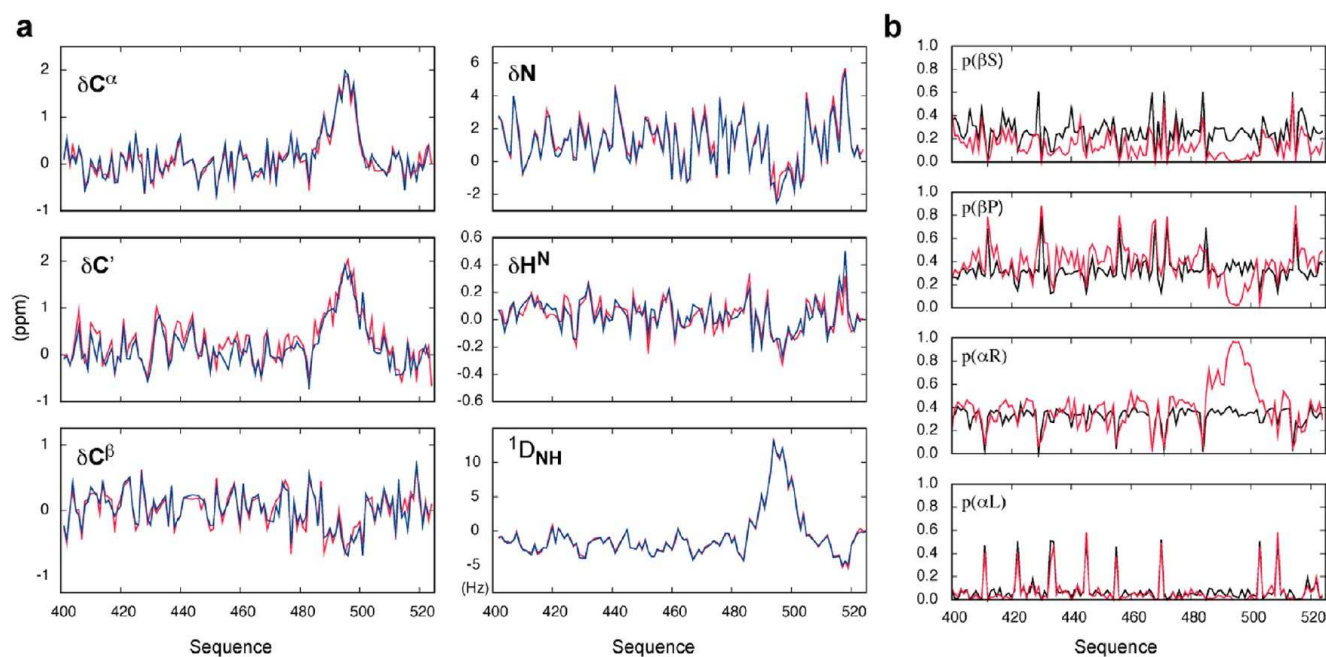 a
δCα
2
1
0
-1
δC'
2
1
0
-1
(ppm)
δCβ
1
0
-1
400 420 440 460 480 500 520
Sequence
δN
6
4
2
0
-2
δHN
0.6
0.4
0.2
0.0
-0.2
-0.4
-0.6
1DNH
10
5
0
-5
(Hz)
400 420 440 460 480 500 520
Sequence
b
p(βS)
1.0
0.8
0.6
0.4
0.2
0.0
p(βP)
1.0
0.8
0.6
0.4
0.2
0.0
p(αR)
1.0
0.8
0.6
0.4
0.2
0.0
p(αL)
1.0
0.8
0.6
0.4
0.2
0.0
400 420 440 460 480 500 520
Sequence